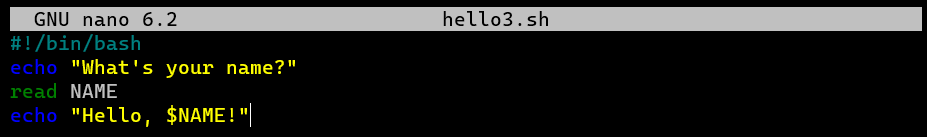 GNU nano 6.2 hello3.sh
#!/bin/bash
echo "What's your name?"
read NAME
echo "Hello, $NAME!"